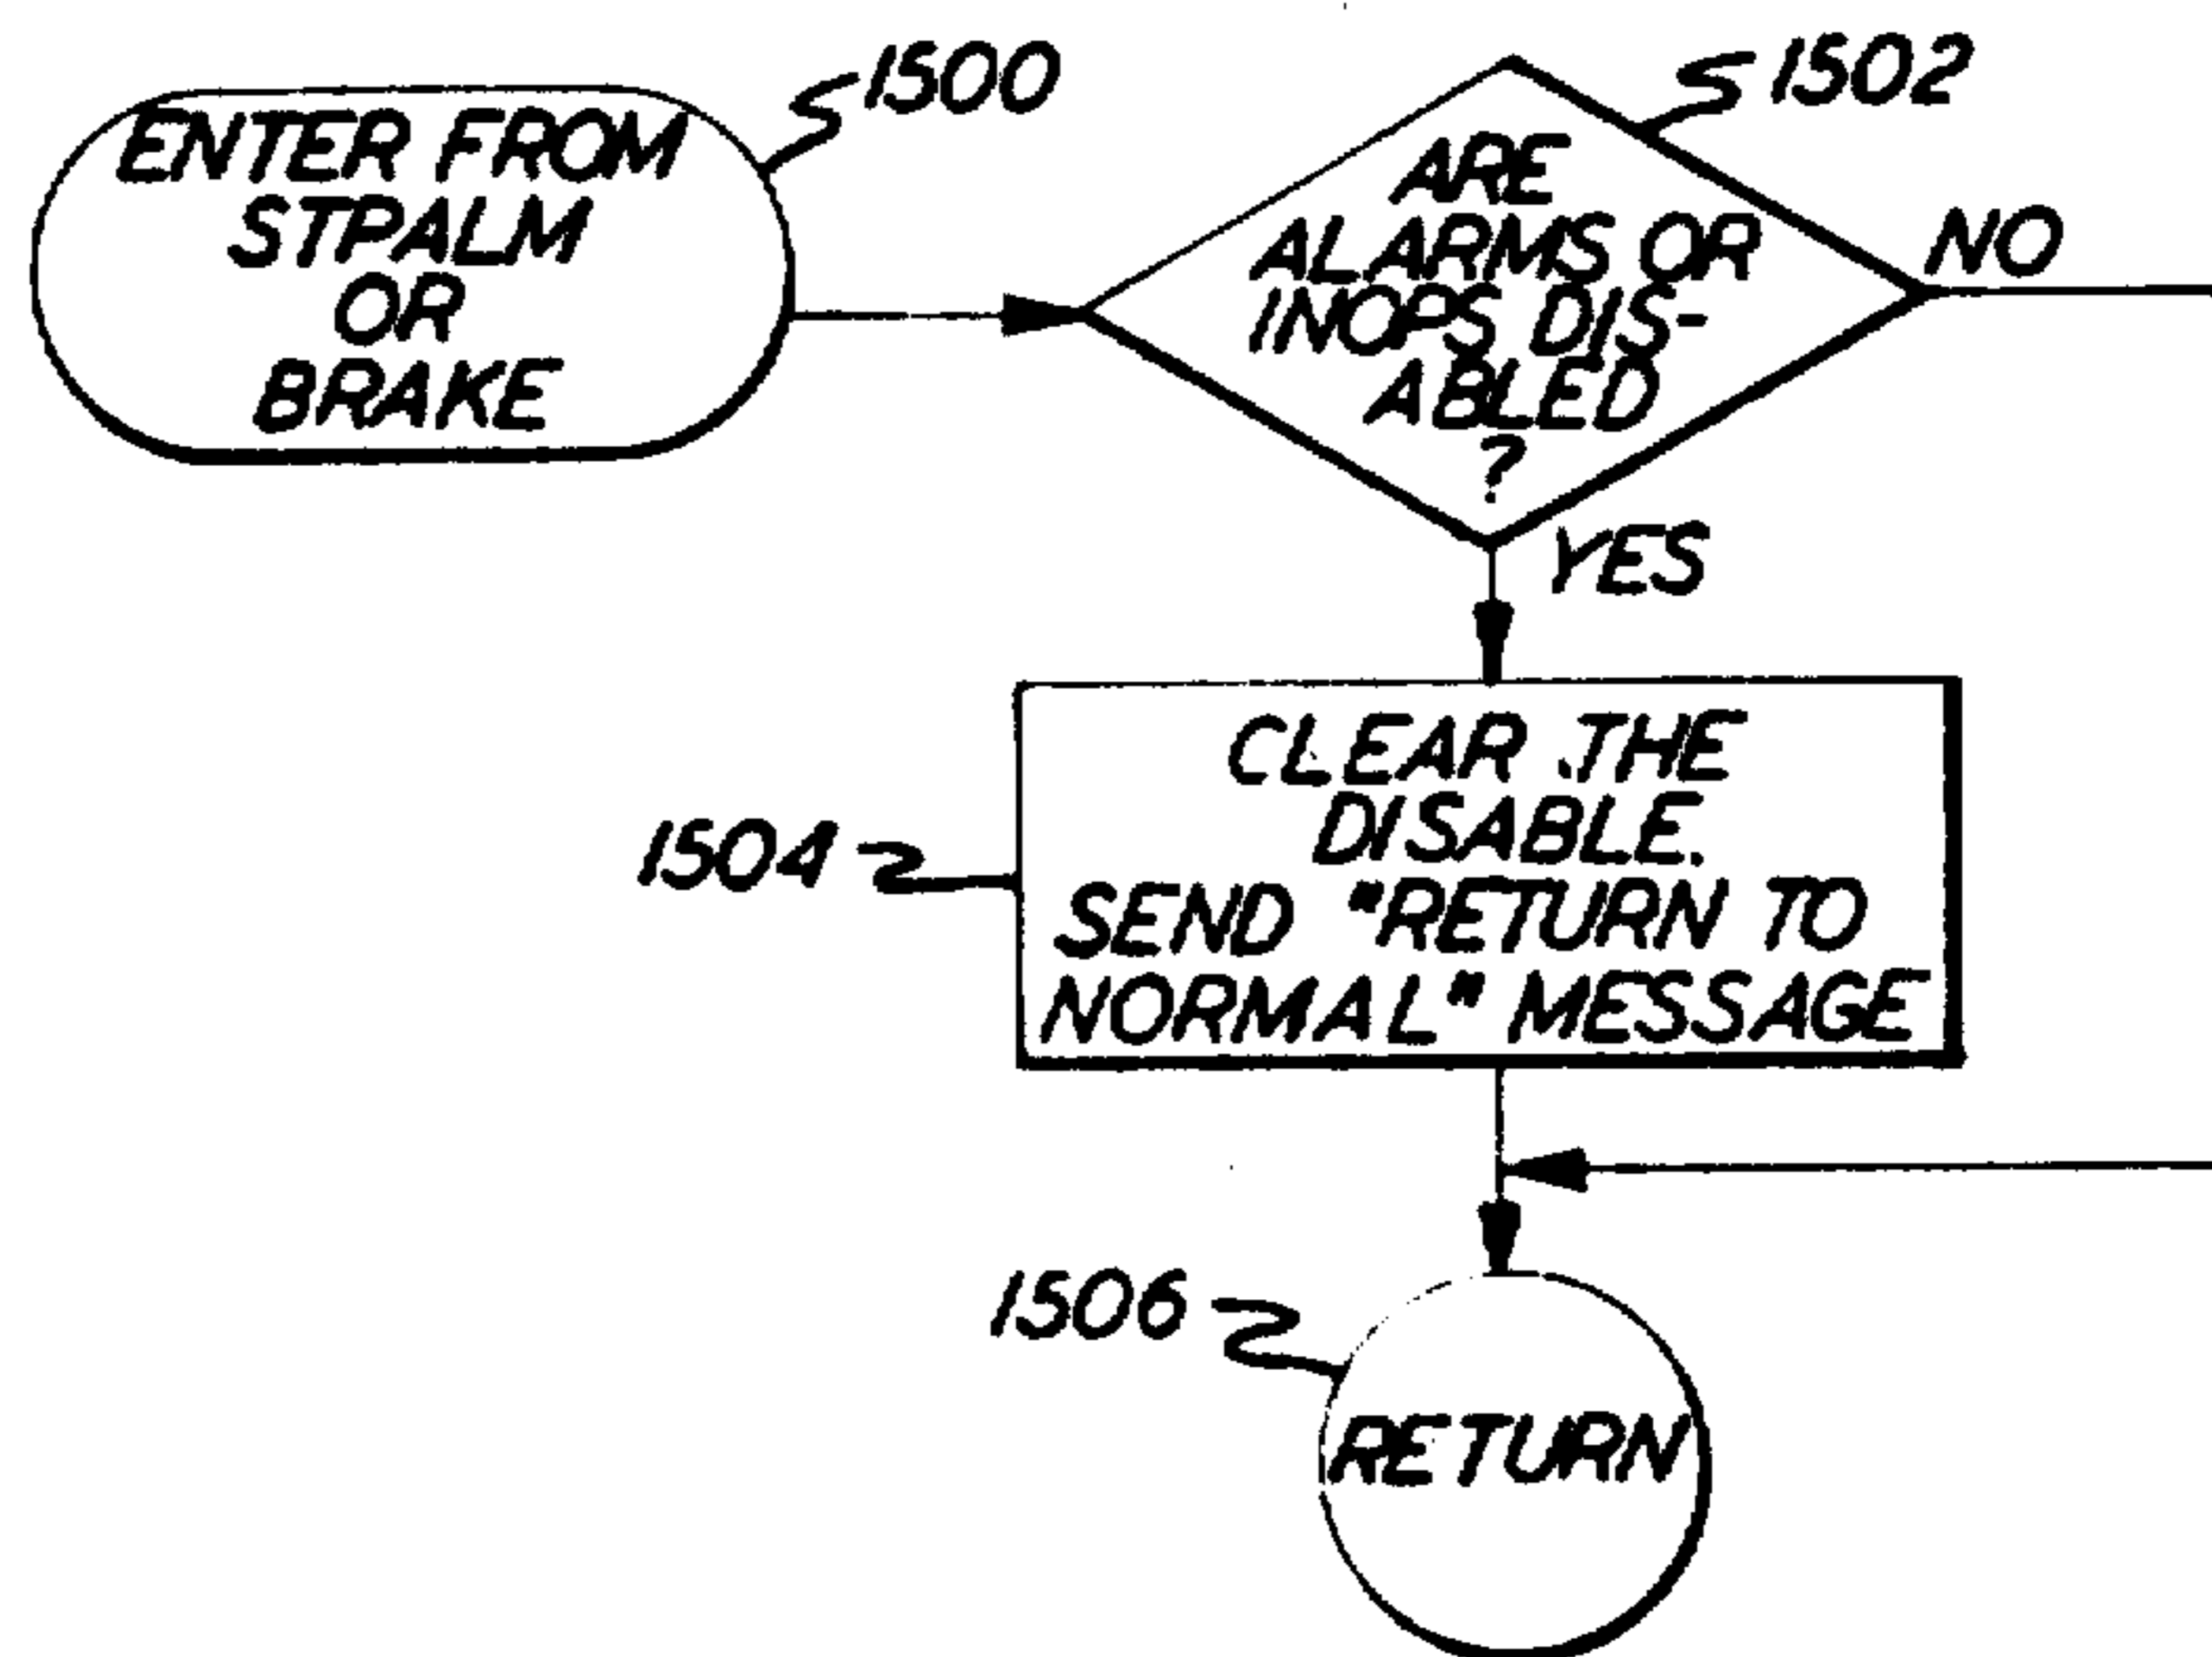 1500
ENTER FROM
STPALM
OR
BRAKE
1502
ARE
ALARMS OR
INOPS DIS-
ABLED
?
NO
YES
1504
CLEAR THE
DISABLE.
SEND "RETURN TO
NORMAL" MESSAGE
1506
RETURN